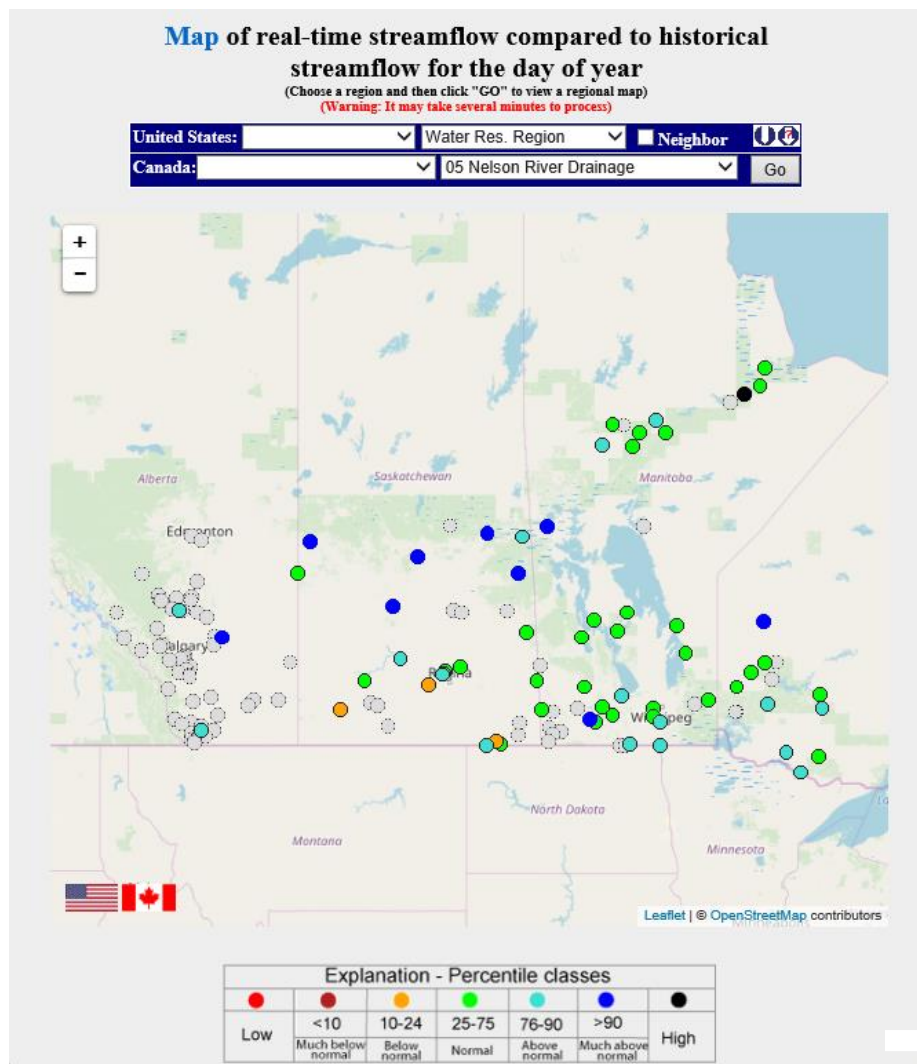 Map of real-time streamflow compared to historical
streamflow for the day of year
(Choose a region and then click "GO" to view a regional map)
(Warning: It may take several minutes to process)
United States: Water Res. Region Neighbor
Canada: 05 Nelson River Drainage Go
+
−
Alberta Saskatchewan Manitoba
North Dakota
Montana
Minnesota
Leaflet | © OpenStreetMap contributors
Explanation - Percentile classes
Low <10 10-24 25-75 76-90 >90 High
Much below normal Below normal Normal Above normal Much above normal